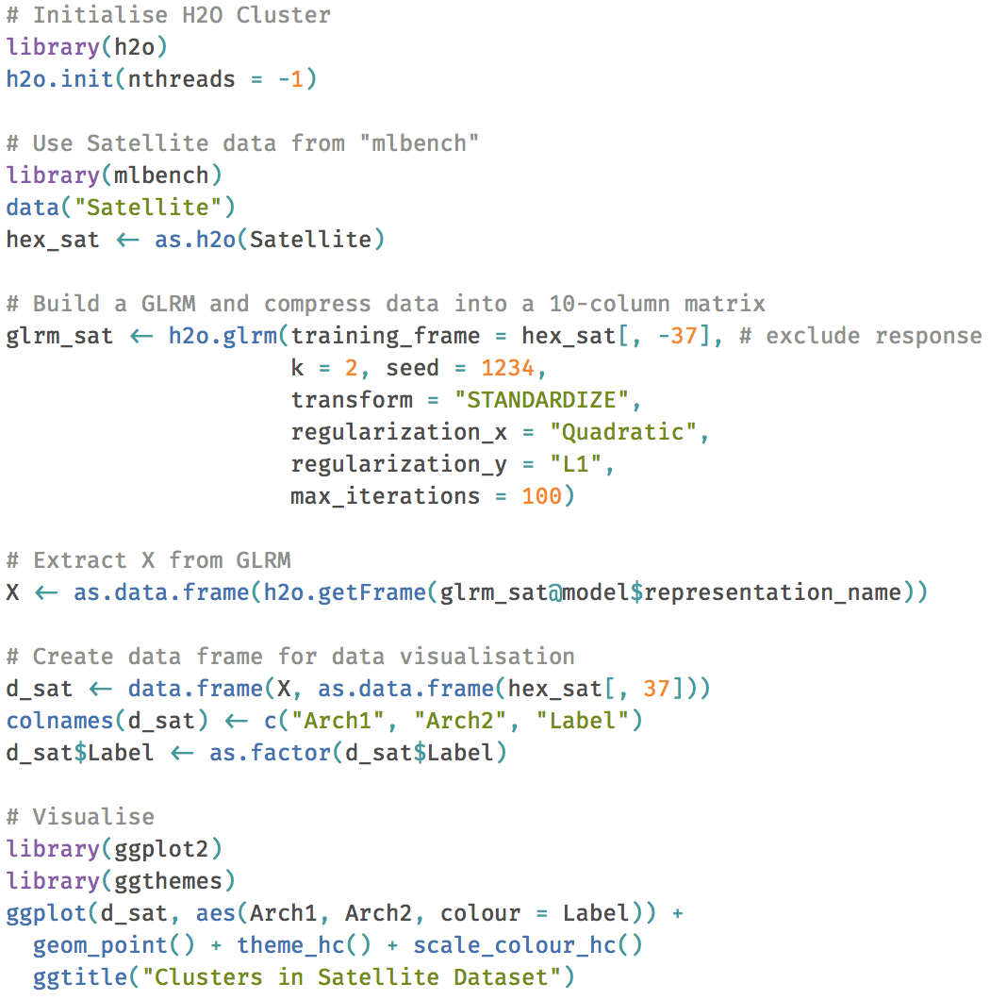 # Initialise H2O Cluster
library(h2o)
h2o.init(nthreads = -1)

# Use Satellite data from "mlbench"
library(mlbench)
data("Satellite")
hex_sat <- as.h2o(Satellite)

# Build a GLRM and compress data into a 10-column matrix
glrm_sat <- h2o.glrm(training_frame = hex_sat[, -37], # exclude response
                     k = 2, seed = 1234,
                     transform = "STANDARDIZE",
                     regularization_x = "Quadratic",
                     regularization_y = "L1",
                     max_iterations = 100)

# Extract X from GLRM
X <- as.data.frame(h2o.getFrame(glrm_sat@model$representation_name))

# Create data frame for data visualisation
d_sat <- data.frame(X, as.data.frame(hex_sat[, 37]))
colnames(d_sat) <- c("Arch1", "Arch2", "Label")
d_sat$Label <- as.factor(d_sat$Label)

# Visualise
library(ggplot2)
library(ggthemes)
ggplot(d_sat, aes(Arch1, Arch2, colour = Label)) +
  geom_point() + theme_hc() + scale_colour_hc()
  ggtitle("Clusters in Satellite Dataset")